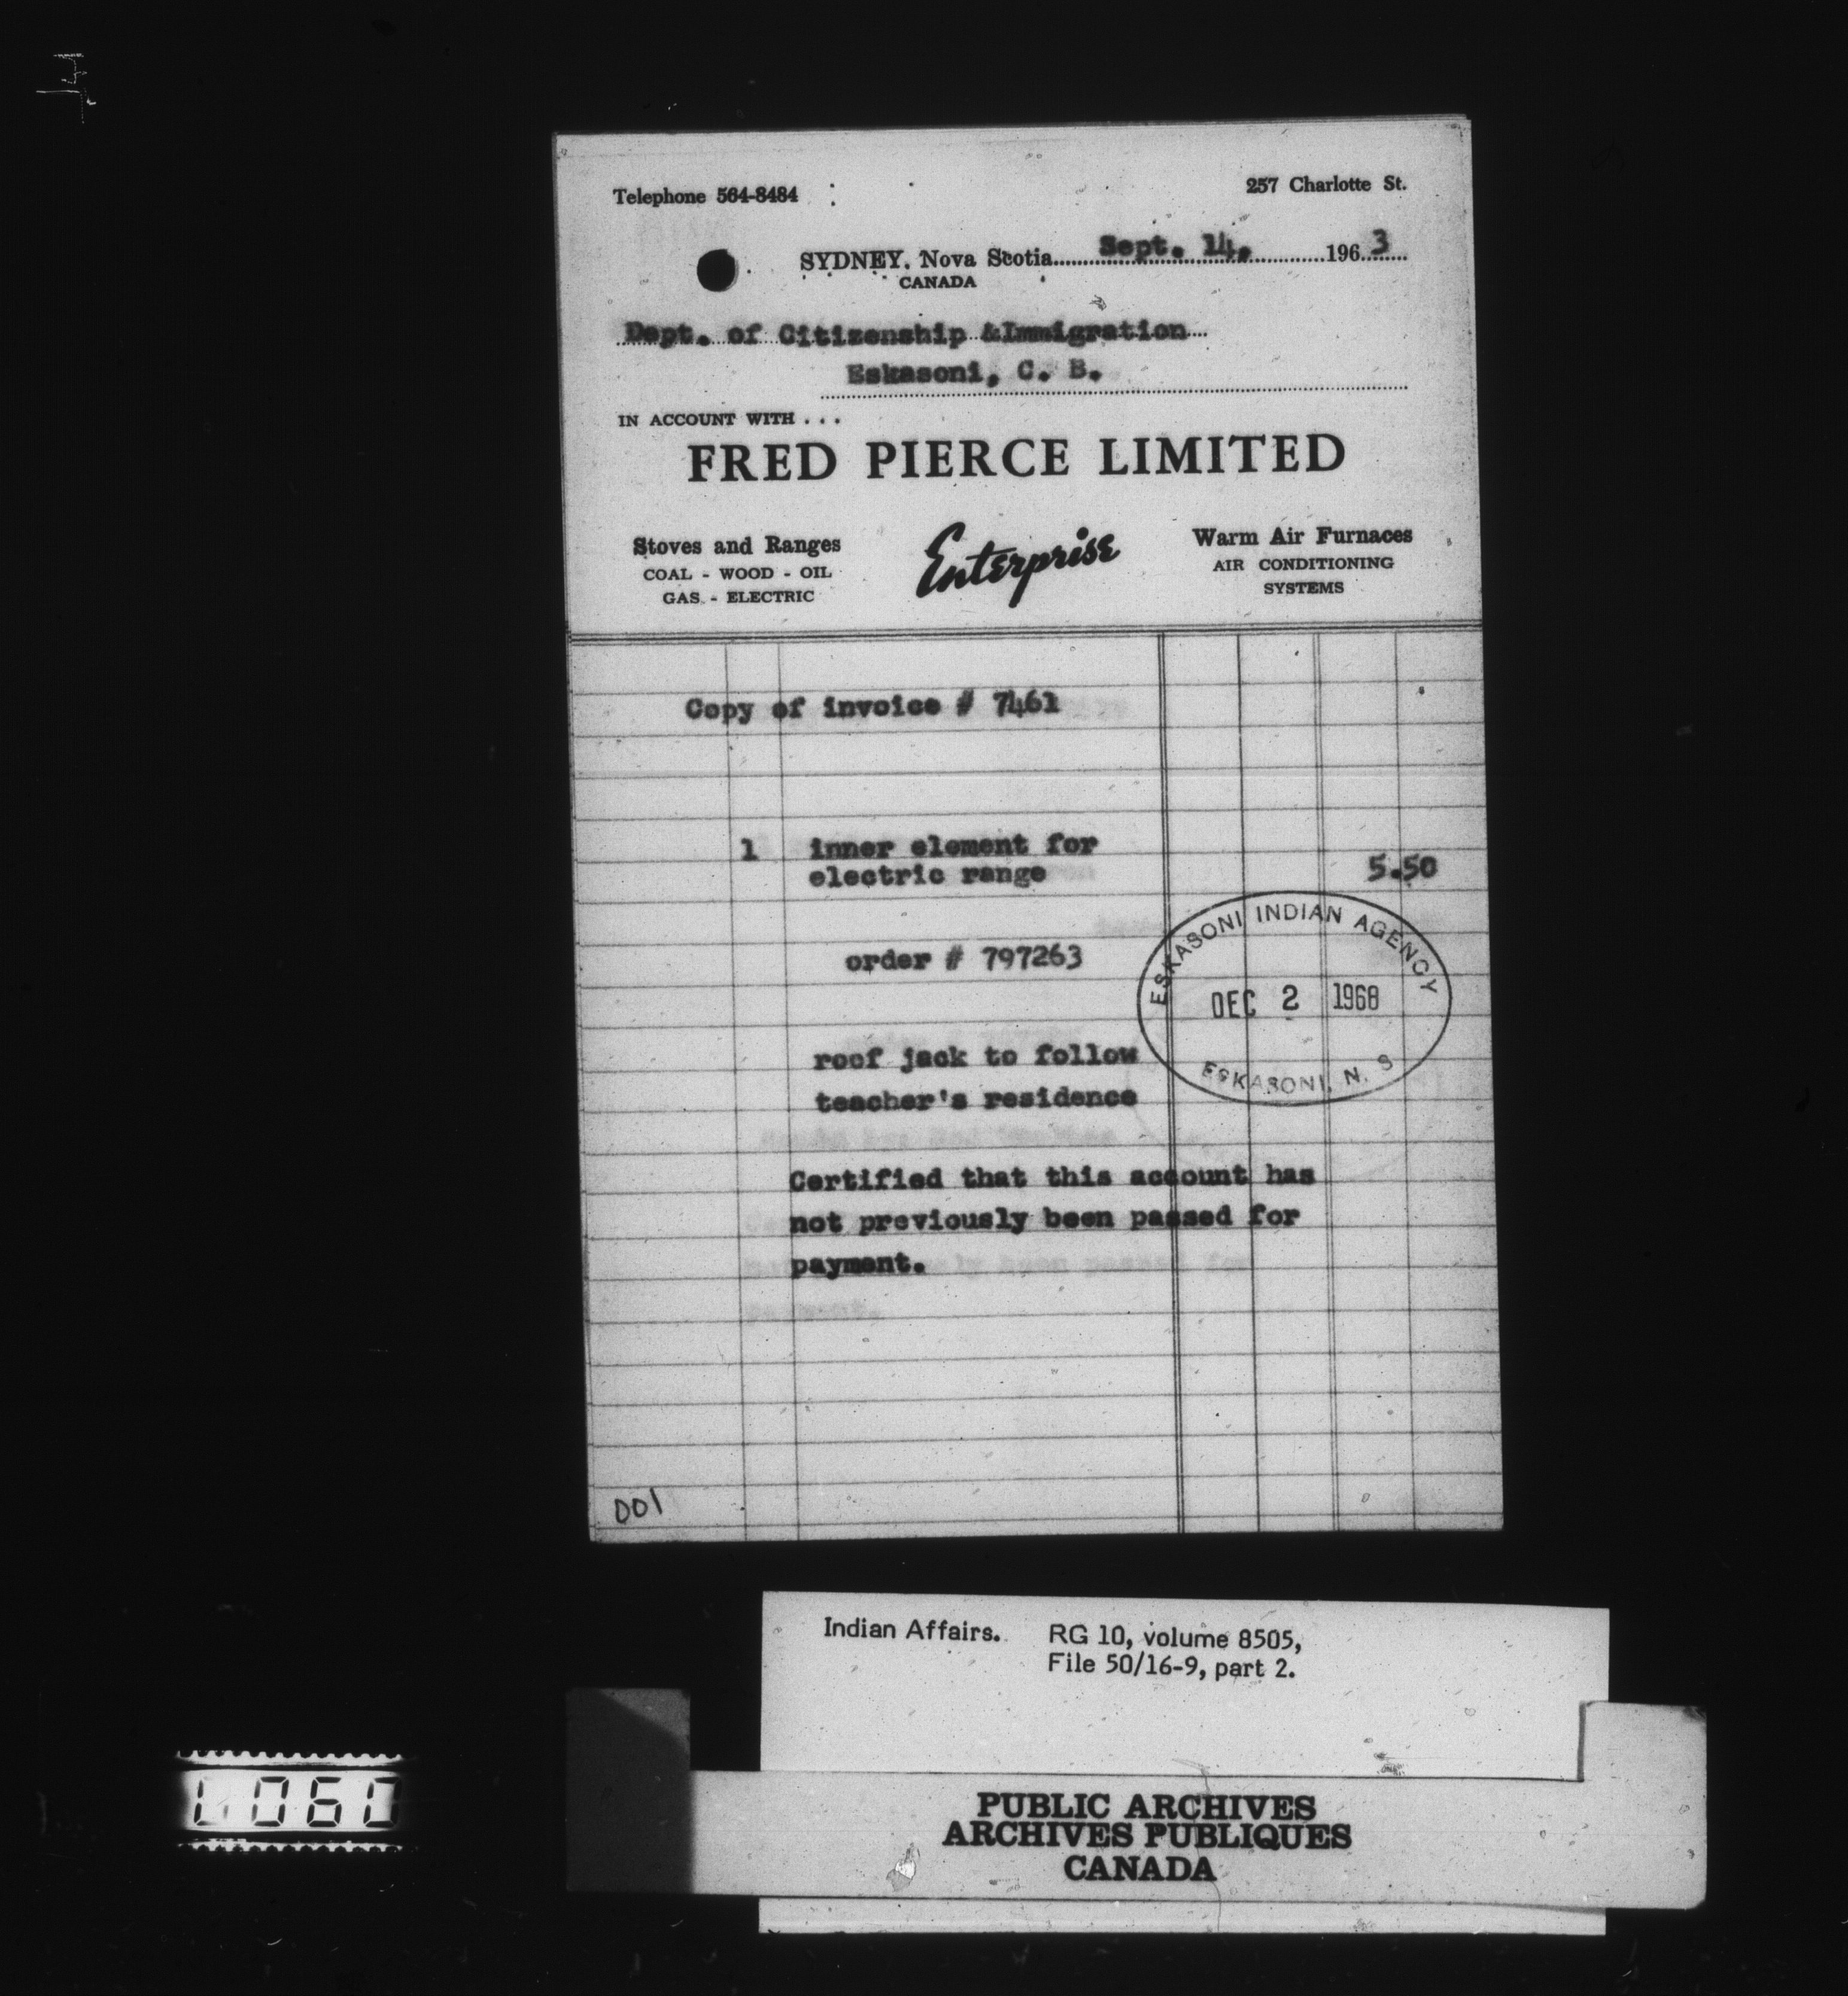 Telephone 564-8484
257 Charlotte St.
SYDNEY, Nova Scotia Sept. 14, 1963
CANADA
Dept. of Citizenship &Immigration
Eskasoni, C. B.
IN ACCOUNT WITH . . .
FRED PIERCE LIMITED
Stoves and Ranges
COAL - WOOD - OIL
GAS - ELECTRIC
Enterprise
Warm Air Furnaces
AIR CONDITIONING
SYSTEMS
Copy of invoice # 7461
1 inner element for
electric range 5.50
order # 797263
ESKASONI INDIAN AGENCY
DEC 2 1968
ESKASONI, N. S
roof jack to follow
teacher's residence
Certified that this account has
not previously been passed for
payment.
001
Indian Affairs. RG 10, volume 8505,
File 50/16-9, part 2.
PUBLIC ARCHIVES
ARCHIVES PUBLIQUES
CANADA